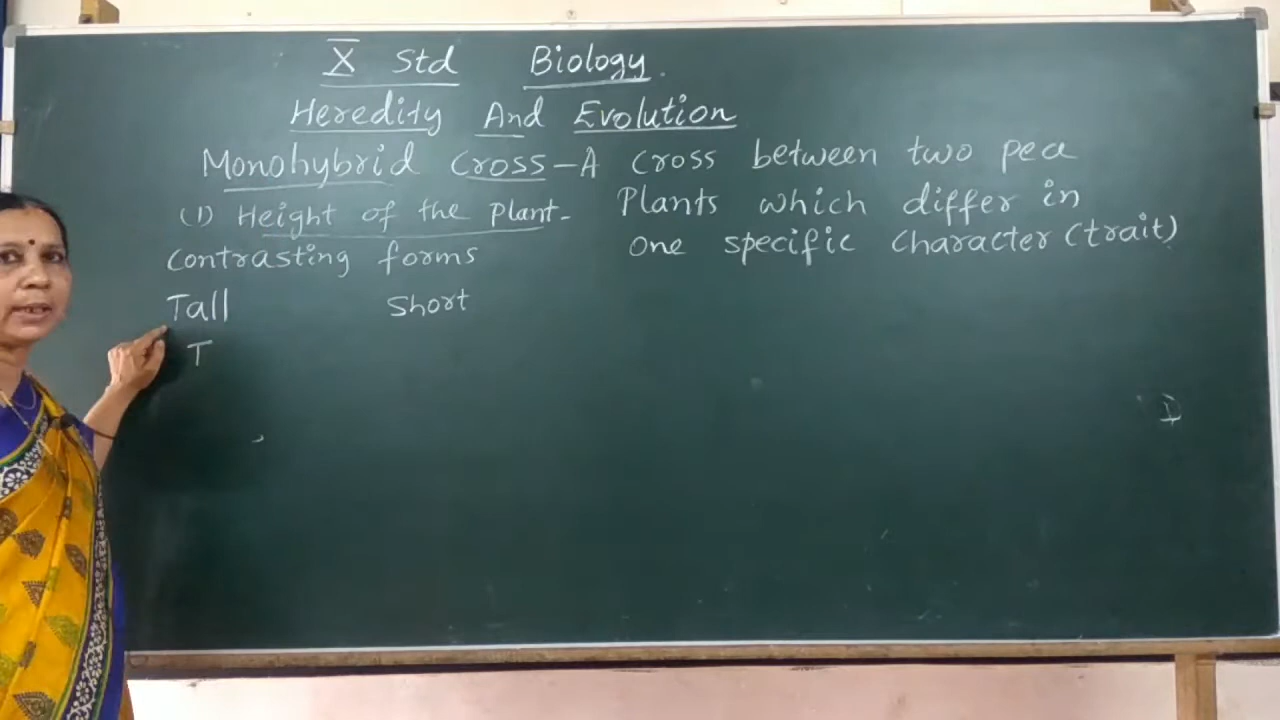 X Std Biology.
Heredity And Evolution
Monohybrid Cross - A cross between two pea
Plants which differ in
one specific character (trait)
(1) Height of the plant -
contrasting forms
Tall Short
T
D